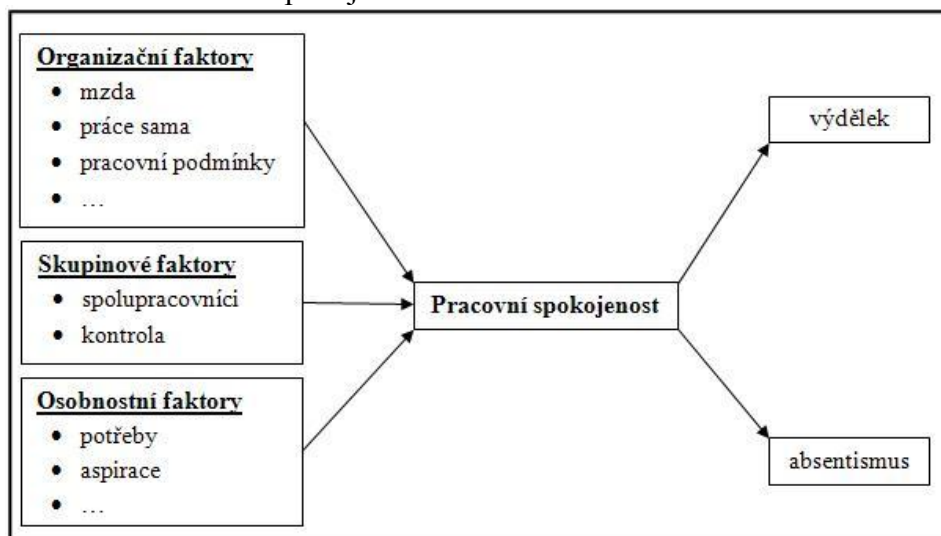 Organizační faktory
• mzda
• práce sama
• pracovní podmínky
• …
Skupinové faktory
• spolupracovníci
• kontrola
Osobnostní faktory
• potřeby
• aspirace
• …
Pracovní spokojenost
výdělek
absentismus